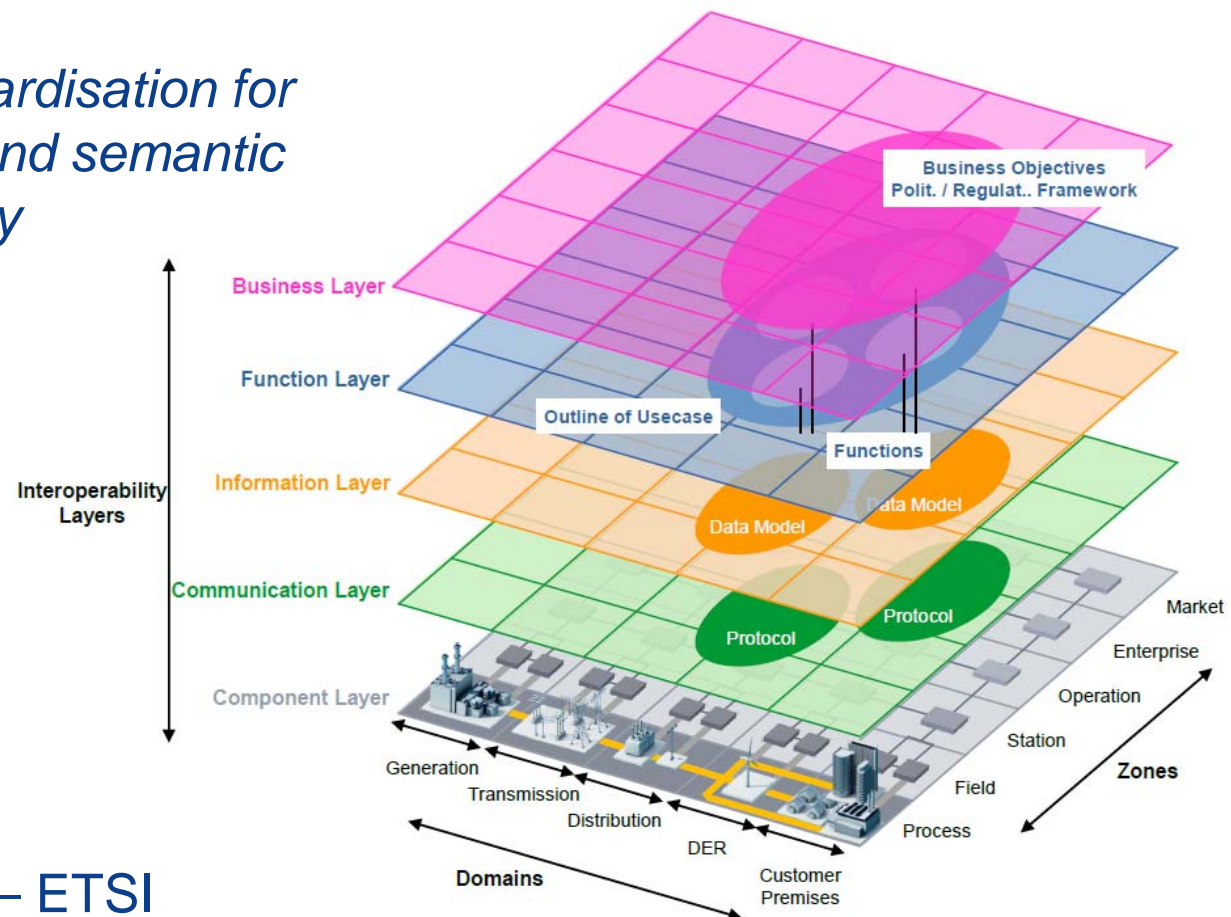 ardisation for
nd semantic
y
Business Objectives
Polit. / Regulat.. Framework
Business Layer
Function Layer
Outline of Usecase
Functions
Information Layer
Interoperability
Layers
Data Model
Data Model
Communication Layer
Protocol
Protocol
Component Layer
Market
Enterprise
Operation
Station
Field
Process
Zones
Generation
Transmission
Distribution
DER
Customer
Premises
Domains
– ETSI